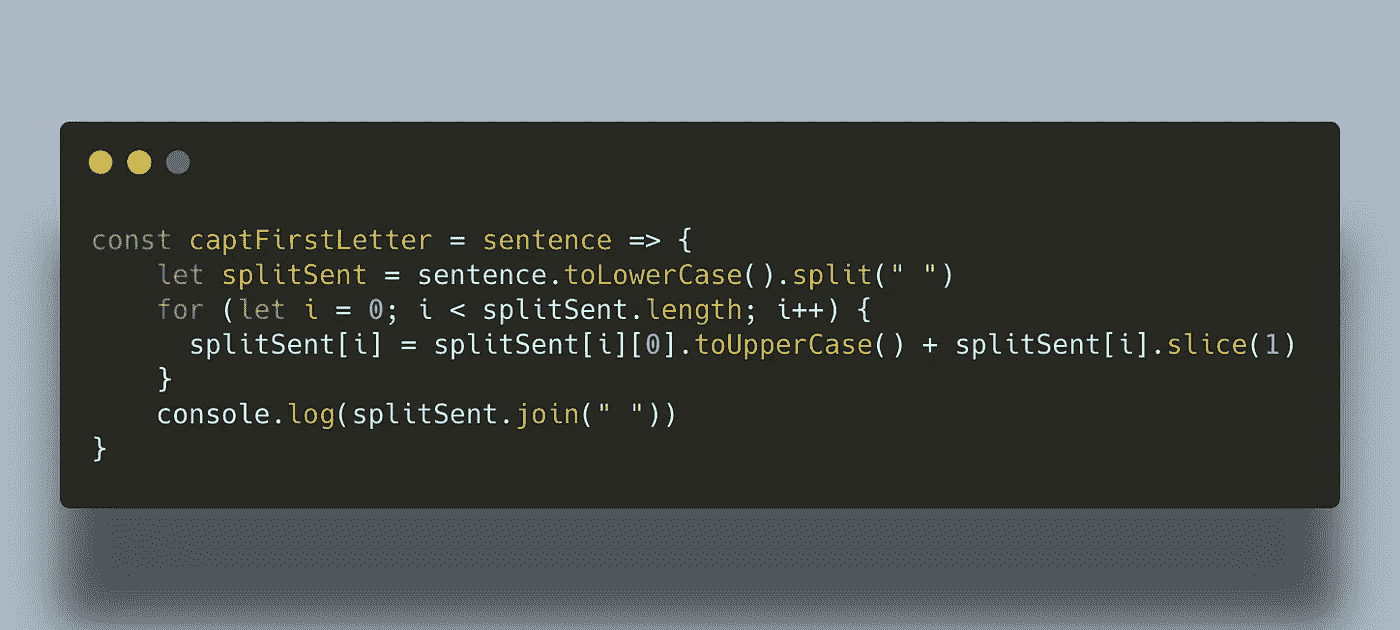 const captFirstLetter = sentence => {
    let splitSent = sentence.toLowerCase().split(" ")
    for (let i = 0; i < splitSent.length; i++) {
      splitSent[i] = splitSent[i][0].toUpperCase() + splitSent[i].slice(1)
    }
    console.log(splitSent.join(" "))
}